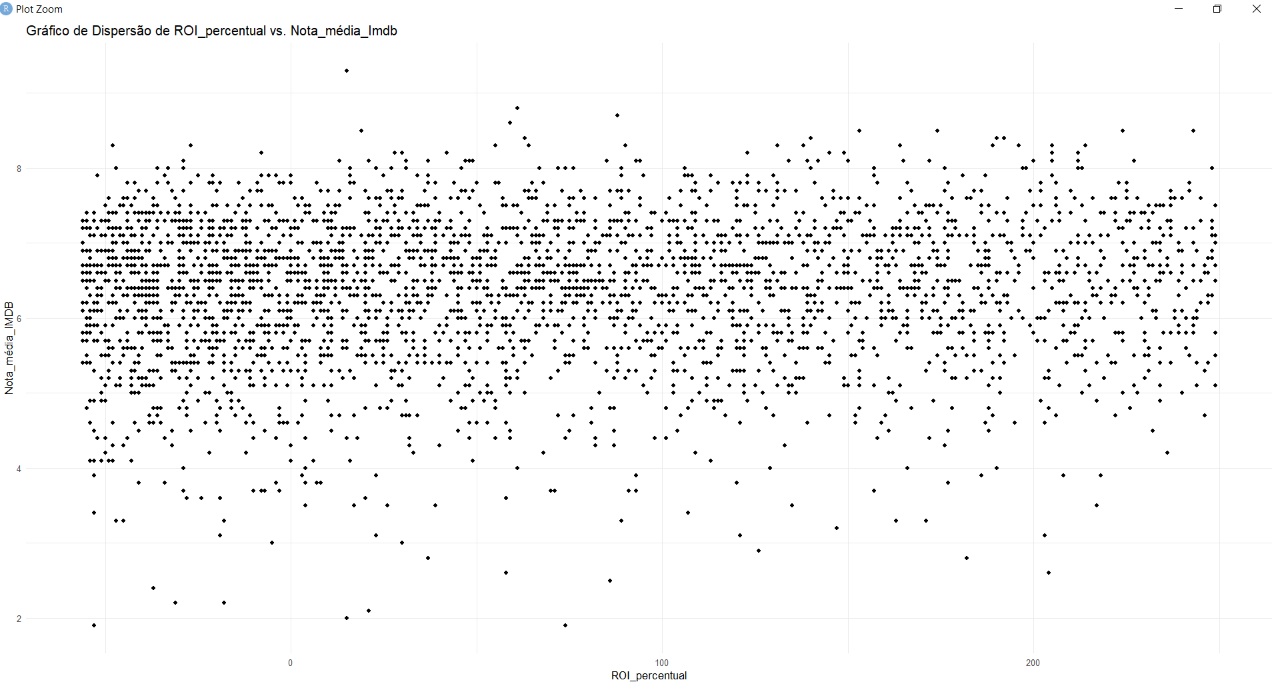 R Plot Zoom
Gráfico de Dispersão de ROI_percentual vs. Nota_média_Imdb
8
6
4
2
Nota_média_IMDB
0 100 200
ROI_percentual